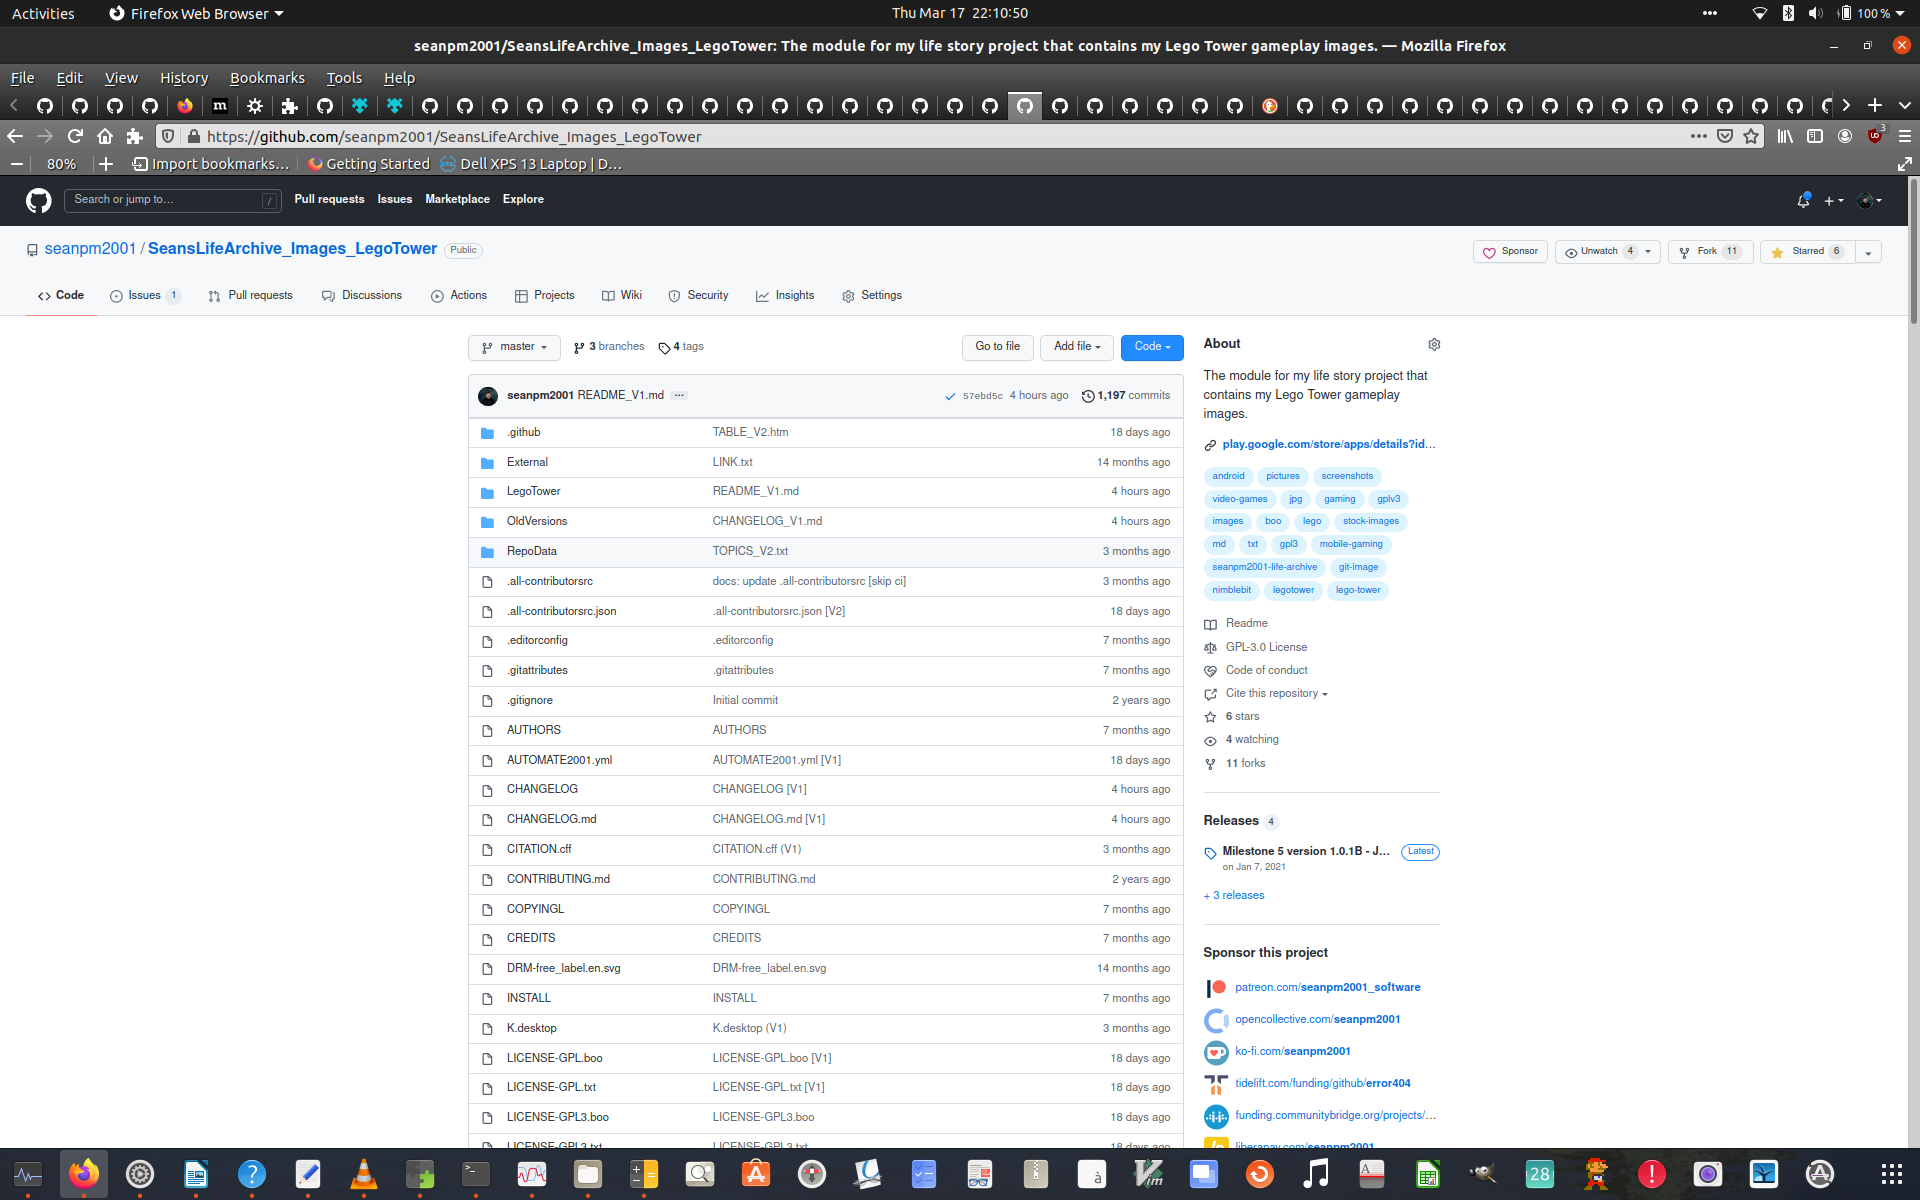 Activities Firefox Web Browser Thu Mar 17 22:10:50 100 %
seanpm2001/SeansLifeArchive_Images_LegoTower: The module for my life story project that contains my Lego Tower gameplay images. — Mozilla Firefox
File Edit View History Bookmarks Tools Help
https://github.com/seanpm2001/SeansLifeArchive_Images_LegoTower 3
80% Import bookmarks... Getting Started Dell XPS 13 Laptop | D...
Search or jump to... / Pull requests Issues Marketplace Explore
seanpm2001 / SeansLifeArchive_Images_LegoTower Public Sponsor Unwatch 4 Fork 11 Starred 6
Code Issues 1 Pull requests Discussions Actions Projects Wiki Security Insights Settings
master 3 branches 4 tags Go to file Add file Code
seanpm2001 README_V1.md ... 57ebd5c 4 hours ago 1,197 commits
.github TABLE_V2.htm 18 days ago
External LINK.txt 14 months ago
LegoTower README_V1.md 4 hours ago
OldVersions CHANGELOG_V1.md 4 hours ago
RepoData TOPICS_V2.txt 3 months ago
.all-contributorsrc docs: update .all-contributorsrc [skip ci] 3 months ago
.all-contributorsrc.json .all-contributorsrc.json [V2] 18 days ago
.editorconfig .editorconfig 7 months ago
.gitattributes .gitattributes 7 months ago
.gitignore Initial commit 2 years ago
AUTHORS AUTHORS 7 months ago
AUTOMATE2001.yml AUTOMATE2001.yml [V1] 18 days ago
CHANGELOG CHANGELOG [V1] 4 hours ago
CHANGELOG.md CHANGELOG.md [V1] 4 hours ago
CITATION.cff CITATION.cff (V1) 3 months ago
CONTRIBUTING.md CONTRIBUTING.md 2 years ago
COPYINGL COPYINGL 7 months ago
CREDITS CREDITS 7 months ago
DRM-free_label.en.svg DRM-free_label.en.svg 14 months ago
INSTALL INSTALL 7 months ago
K.desktop K.desktop (V1) 3 months ago
LICENSE-GPL.boo LICENSE-GPL.boo [V1] 18 days ago
LICENSE-GPL.txt LICENSE-GPL.txt [V1] 18 days ago
LICENSE-GPL3.boo LICENSE-GPL3.boo 18 days ago
LICENSE-GPL3.txt LICENSE-GPL3.txt 18 days ago
About
The module for my life story project that
contains my Lego Tower gameplay
images.
play.google.com/store/apps/details?id...
android pictures screenshots
video-games jpg gaming gplv3
images boo lego stock-images
md txt gpl3 mobile-gaming
seanpm2001-life-archive git-image
nimblebit legotower lego-tower
Readme
GPL-3.0 License
Code of conduct
Cite this repository
6 stars
4 watching
11 forks
Releases 4
Milestone 5 version 1.0.1B - J... Latest
on Jan 7, 2021
+ 3 releases
Sponsor this project
patreon.com/seanpm2001_software
opencollective.com/seanpm2001
ko-fi.com/seanpm2001
tidelift.com/funding/github/error404
funding.communitybridge.org/projects/...
liberapay.com/seanpm2001
28